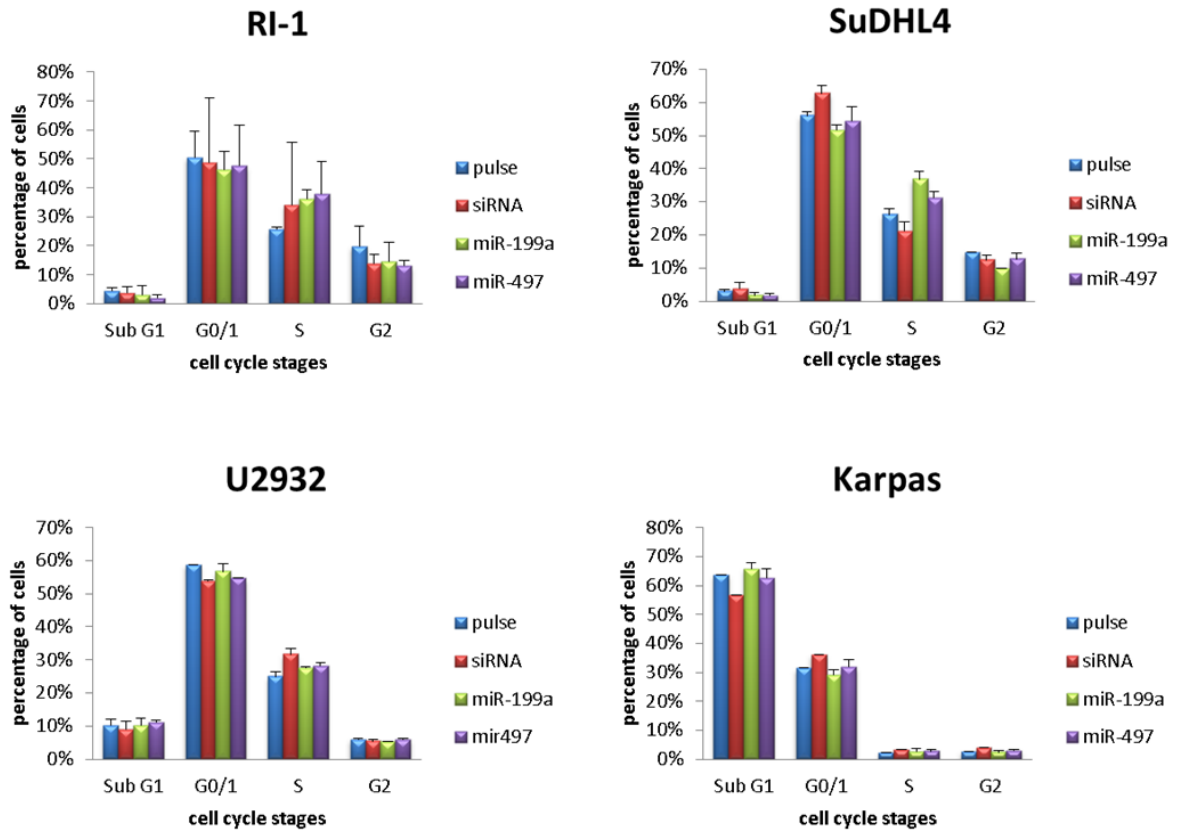 RI-1
percentage of cells
80%
70%
60%
50%
40%
30%
20%
10%
0%
Sub G1 G0/1 S G2
cell cycle stages
pulse
siRNA
miR-199a
miR-497
SuDHL4
percentage of cells
70%
60%
50%
40%
30%
20%
10%
0%
Sub G1 G0/1 S G2
cell cycle stages
pulse
siRNA
miR-199a
miR-497
U2932
percentage of cells
70%
60%
50%
40%
30%
20%
10%
0%
Sub G1 G0/1 S G2
cell cycle stages
pulse
siRNA
miR-199a
mir497
Karpas
percentage of cells
80%
70%
60%
50%
40%
30%
20%
10%
0%
Sub G1 G0/1 S G2
cell cycle stages
pulse
siRNA
miR-199a
miR-497